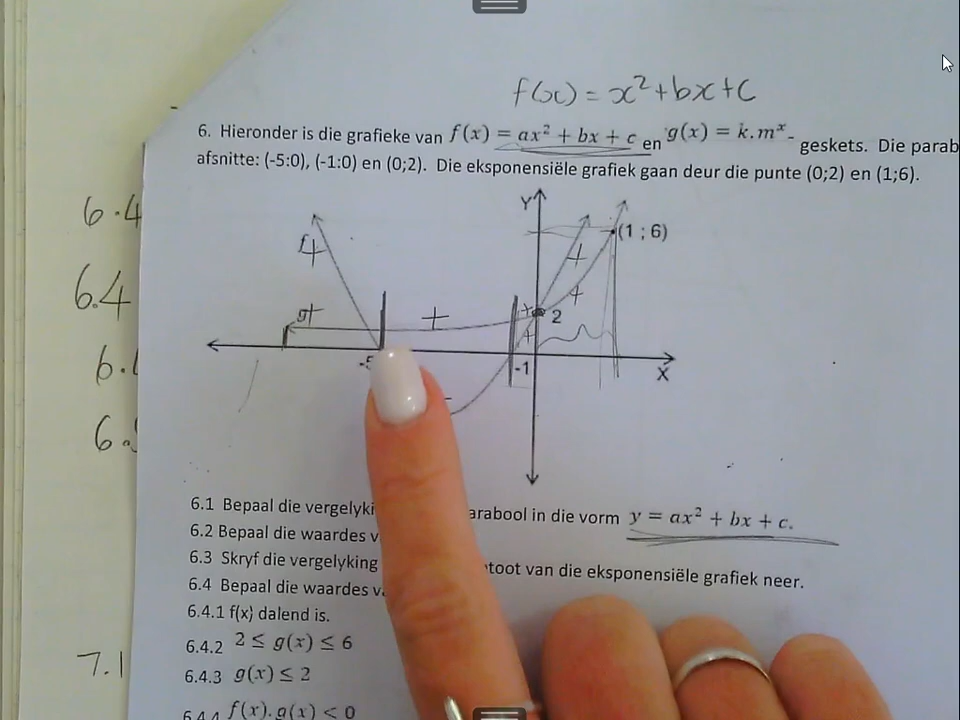 f(x) = x² + bx + c
6. Hieronder is die grafieke van f(x) = ax² + bx + c en g(x) = k.mˣ- geskets. Die parab
afsnitte: (-5:0), (-1:0) en (0;2). Die eksponensiële grafiek gaan deur die punte (0;2) en (1;6).
6.4
Y
(1 ; 6)
f+
+
+
6.4
g+
+
+
2
+
-1
X
6.1 Bepaal die arabool in die vorm y = ax² + bx + c.
6.2 Bepaal die waardes
6.3 Skryf die vergelyking van die eksponensiële grafiek neer.
6.4 Bepaal die waardes
6.4.1 f(x) dalend is.
6.4.2 2 ≤ g(x) ≤ 6
7.1
6.4.3 g(x) ≤ 2
6.4.4 f(x).g(x) < 0